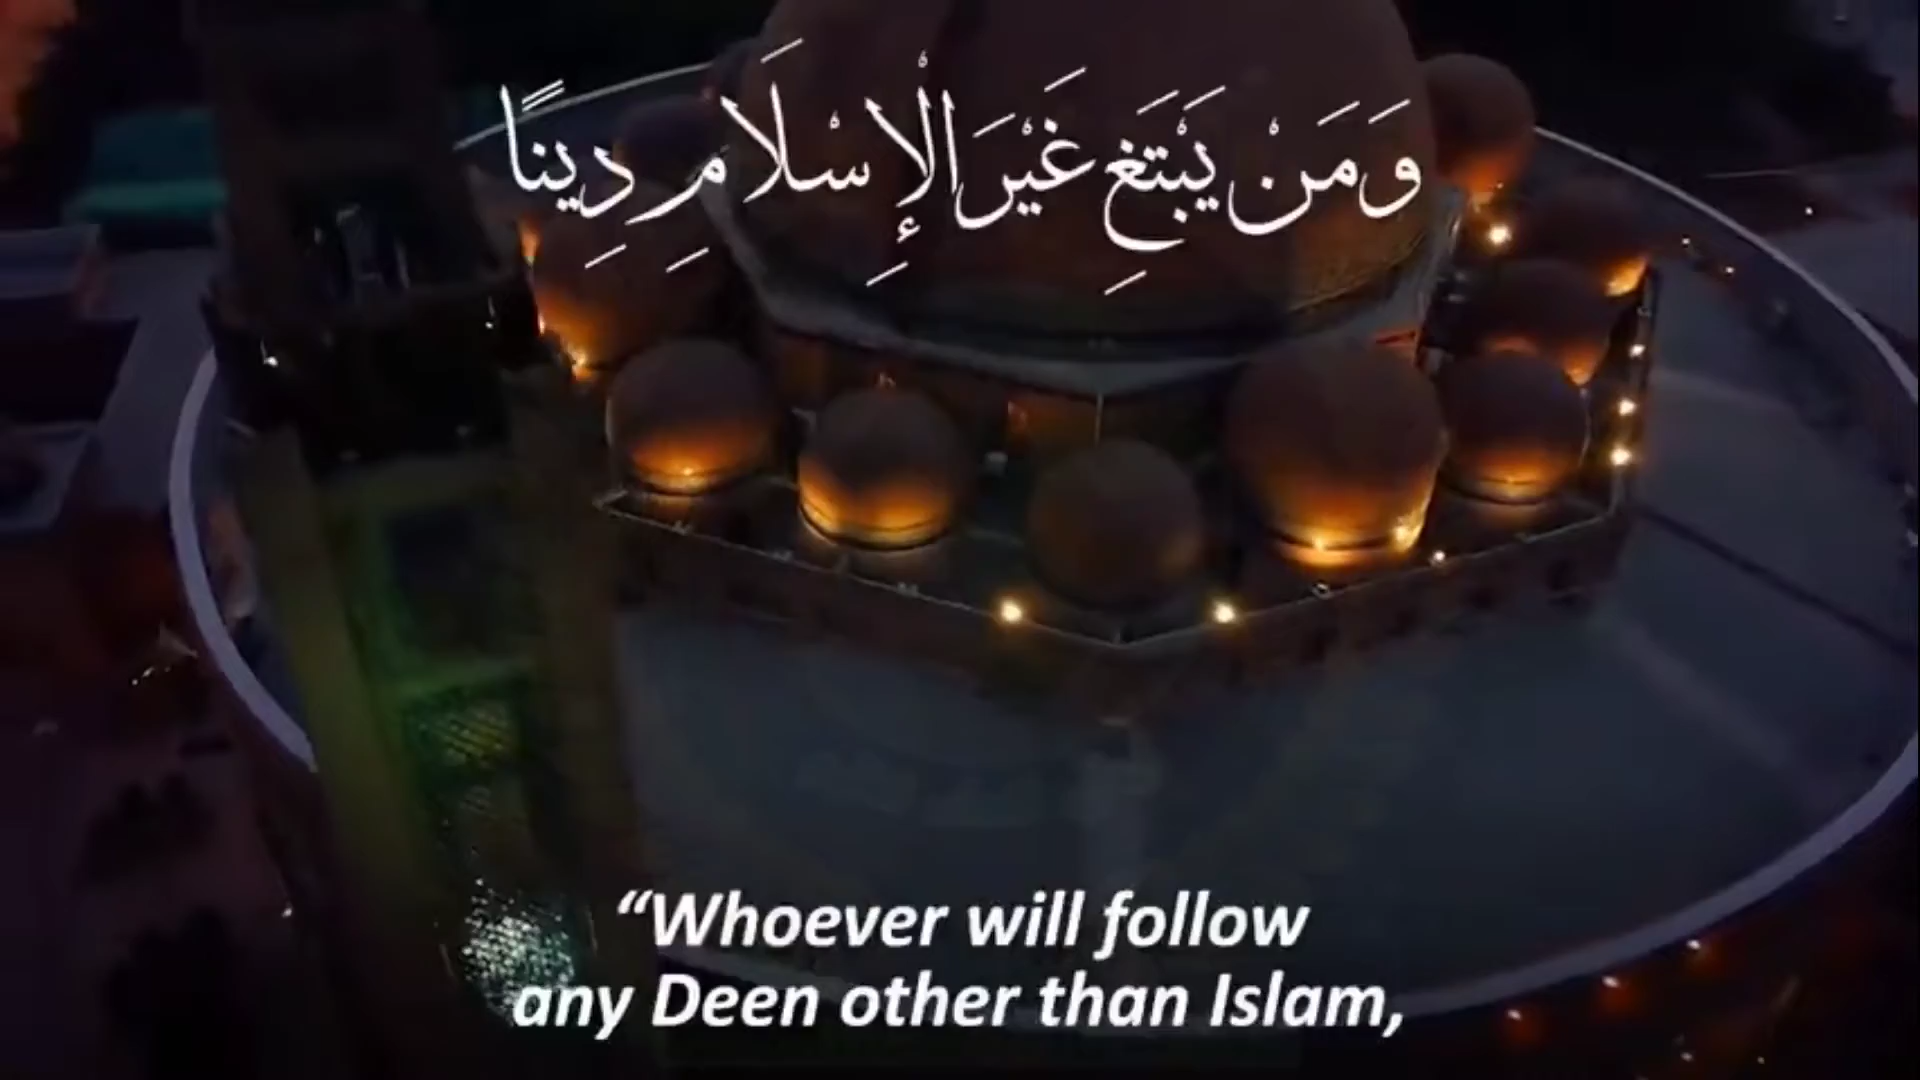 وَمَنْ يَبْتَغِ غَيْرَ الْإِسْلَامِ دِينًا
“Whoever will follow
any Deen other than Islam,